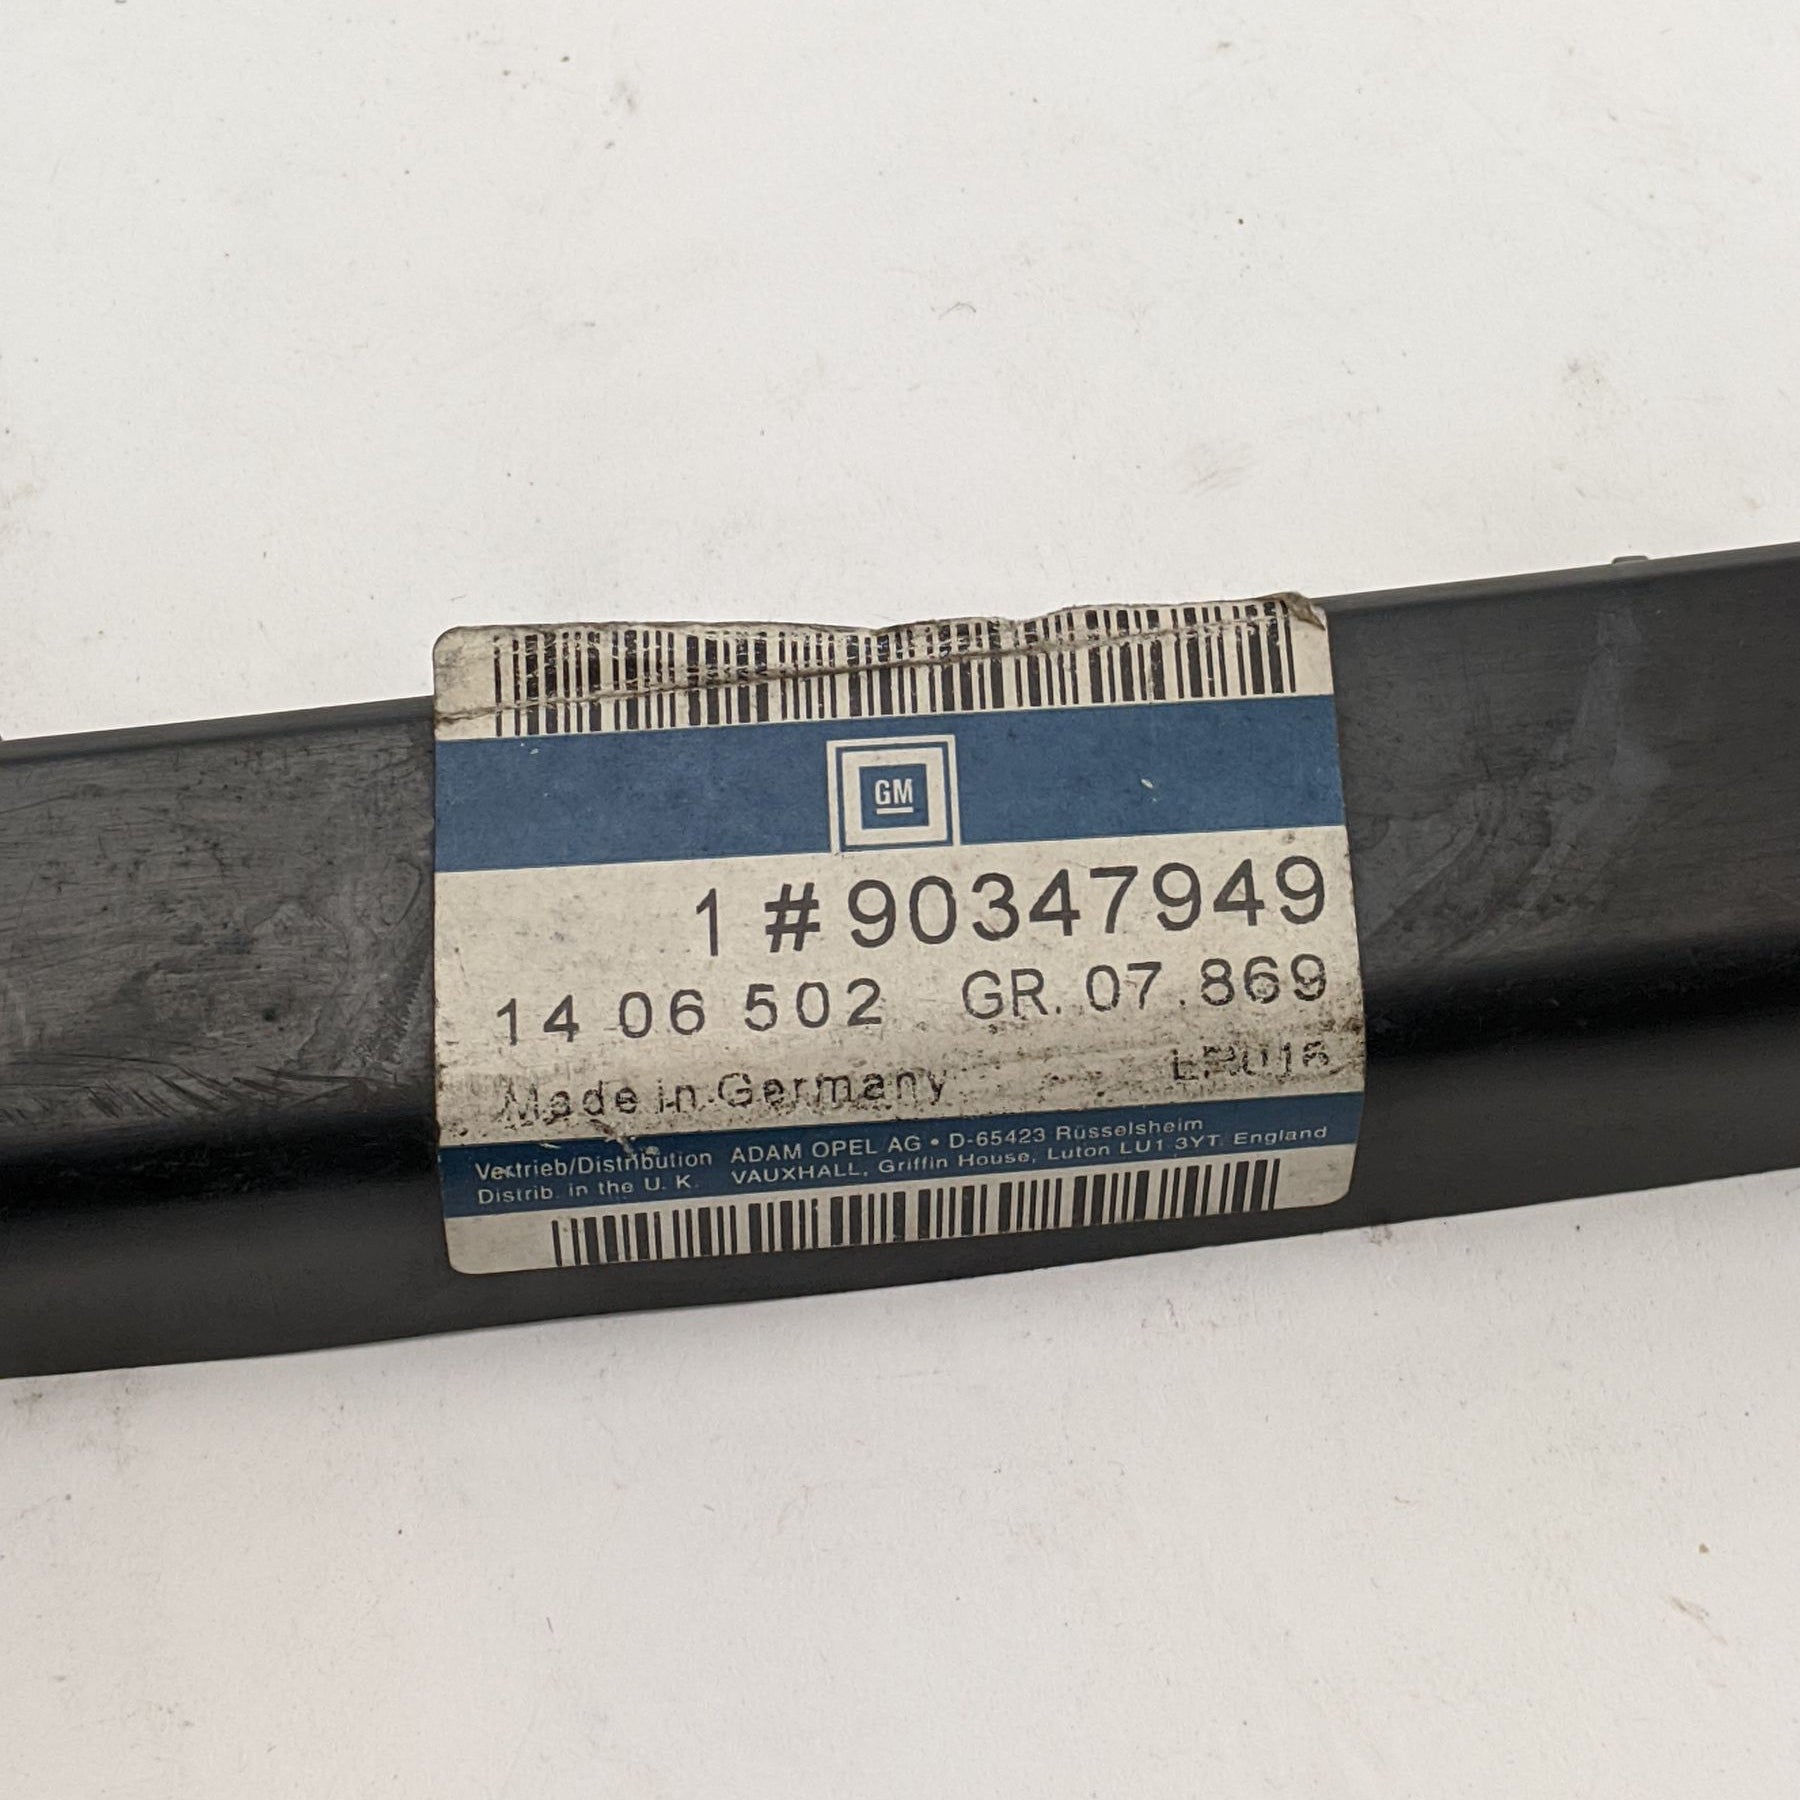 GM
1 # 90347949
14 06 502 GR. 07.869
Made in Germany
Vertrieb/Distribution ADAM OPEL AG • D-65423 Rüsselsheim
Distrib. in the U. K. VAUXHALL, Griffin House, Luton LU1 3YT. England